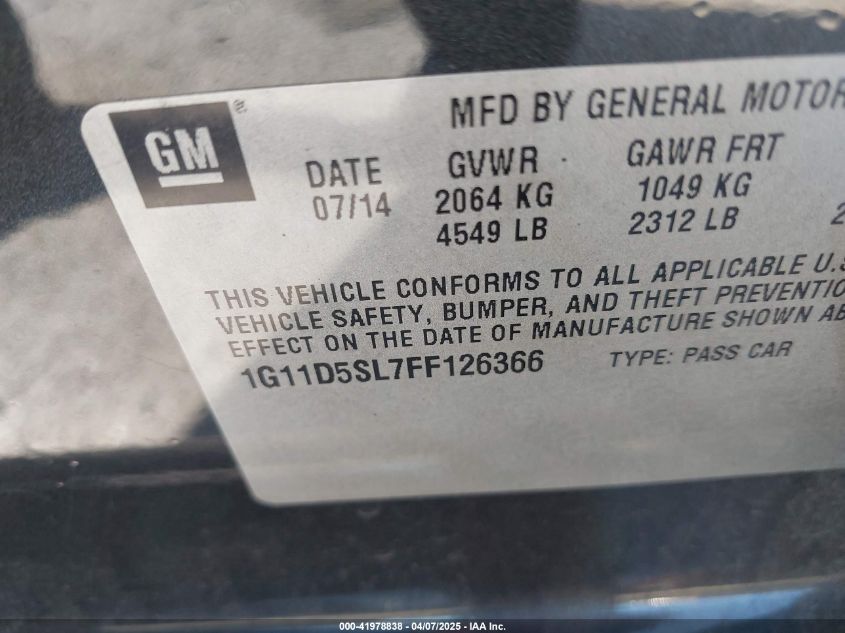 GM®
MFD BY GENERAL MOTOR
DATE GVWR GAWR FRT
07/14 2064 KG 1049 KG
4549 LB 2312 LB 2
THIS VEHICLE CONFORMS TO ALL APPLICABLE U.S
VEHICLE SAFETY, BUMPER, AND THEFT PREVENTIO
EFFECT ON THE DATE OF MANUFACTURE SHOWN AB
1G11D5SL7FF126366 TYPE: PASS CAR
000-41978838 - 04/07/2025 - IAA Inc.